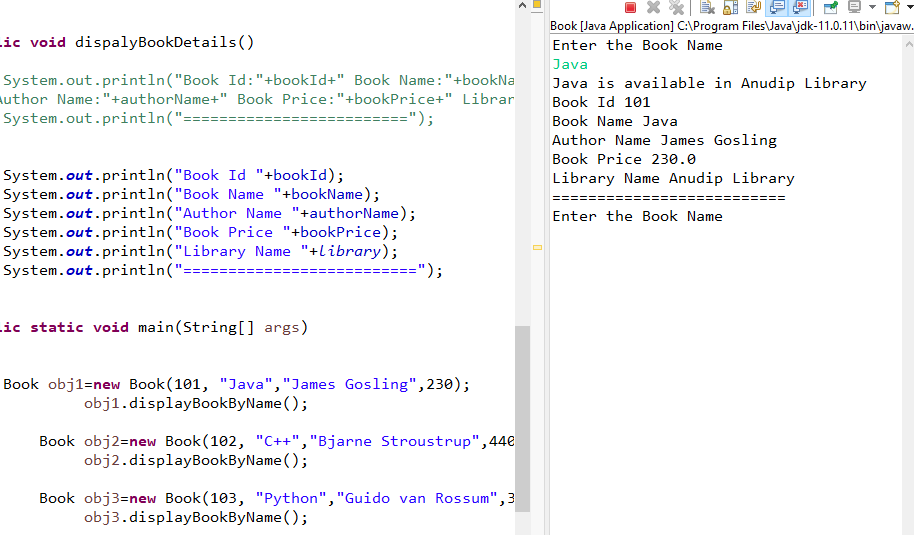 ic void dispalyBookDetails()
System.out.println("Book Id:"+bookId+" Book Name:"+bookNa
Author Name:"+authorName+" Book Price:"+bookPrice+" Librar
System.out.println("=========================");
System.out.println("Book Id "+bookId);
System.out.println("Book Name "+bookName);
System.out.println("Author Name "+authorName);
System.out.println("Book Price "+bookPrice);
System.out.println("Library Name "+library);
System.out.println("==========================");
ic static void main(String[] args)
Book obj1=new Book(101, "Java","James Gosling",230);
obj1.displayBookByName();
Book obj2=new Book(102, "C++","Bjarne Stroustrup",440
obj2.displayBookByName();
Book obj3=new Book(103, "Python","Guido van Rossum",3
obj3.displayBookByName();
Book [Java Application] C:\Program Files\Java\jdk-11.0.11\bin\javaw.
Enter the Book Name
Java
Java is available in Anudip Library
Book Id 101
Book Name Java
Author Name James Gosling
Book Price 230.0
Library Name Anudip Library
==========================
Enter the Book Name